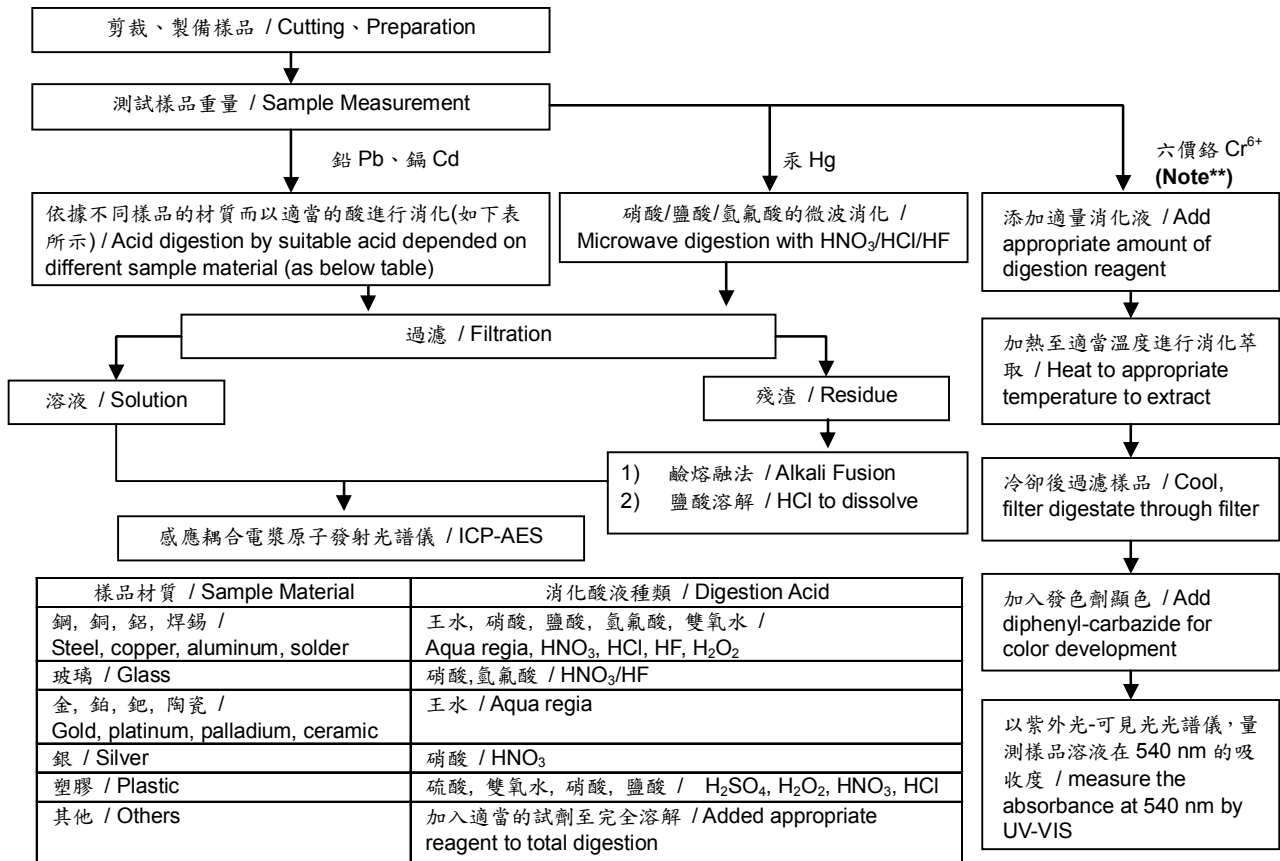 剪裁、製備樣品 / Cutting、Preparation
測試樣品重量 / Sample Measurement
鉛 Pb、鎘 Cd
汞 Hg
六價鉻 Cr⁶⁺
(Note**)
依據不同樣品的材質而以適當的酸進行消化(如下表
所示) / Acid digestion by suitable acid depended on
different sample material (as below table)
硝酸/鹽酸/氫氟酸的微波消化 /
Microwave digestion with HNO₃/HCl/HF
添加適量消化液 / Add
appropriate amount of
digestion reagent
過濾 / Filtration
加熱至適當溫度進行消化萃
取 / Heat to appropriate
temperature to extract
溶液 / Solution
殘渣 / Residue
1) 鹼熔融法 / Alkali Fusion
2) 鹽酸溶解 / HCl to dissolve
冷卻後過濾樣品 / Cool,
filter digestate through filter
感應耦合電漿原子發射光譜儀 / ICP-AES
加入發色劑顯色 / Add
diphenyl-carbazide for
color development
以紫外光-可見光光譜儀，量
測樣品溶液在 540 nm 的吸
收度 / measure the
absorbance at 540 nm by
UV-VIS
樣品材質 / Sample Material
消化酸液種類 / Digestion Acid
鋼, 銅, 鋁, 焊錫 /
Steel, copper, aluminum, solder
王水, 硝酸, 鹽酸, 氫氟酸, 雙氧水 /
Aqua regia, HNO₃, HCl, HF, H₂O₂
玻璃 / Glass
硝酸,氫氟酸 / HNO₃/HF
金, 鉑, 鈀, 陶瓷 /
Gold, platinum, palladium, ceramic
王水 / Aqua regia
銀 / Silver
硝酸 / HNO₃
塑膠 / Plastic
硫酸, 雙氧水, 硝酸, 鹽酸 / H₂SO₄, H₂O₂, HNO₃, HCl
其他 / Others
加入適當的試劑至完全溶解 / Added appropriate
reagent to total digestion